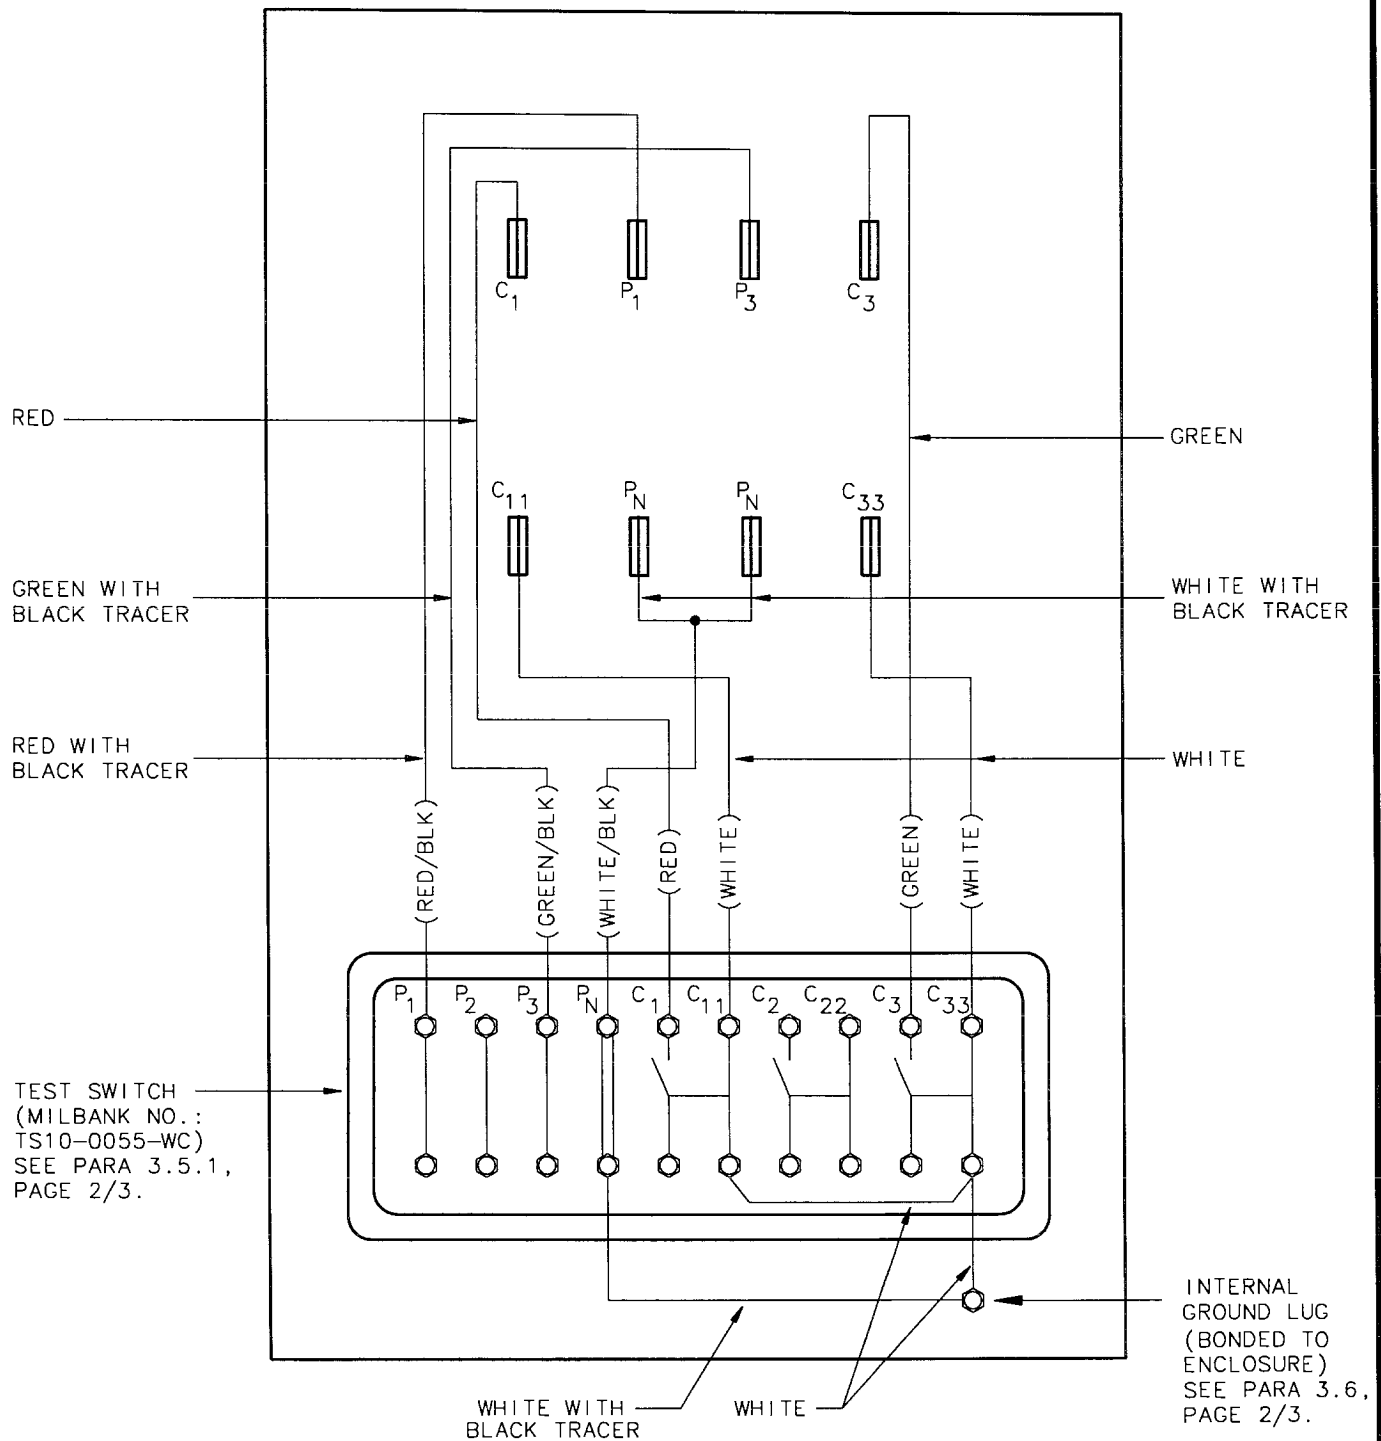 C1
P1
P3
C3
RED
GREEN
C11
PN
PN
C33
GREEN WITH
BLACK TRACER
WHITE WITH
BLACK TRACER
RED WITH
BLACK TRACER
WHITE
(RED/BLK)
(GREEN/BLK)
(WHITE/BLK)
(RED)
(WHITE)
(GREEN)
(WHITE)
P1
P2
P3
PN
C1
C11
C2
C22
C3
C33
TEST SWITCH
(MILBANK NO.:
TS10-0055-WC)
SEE PARA 3.5.1,
PAGE 2/3.
INTERNAL
GROUND LUG
(BONDED TO
ENCLOSURE)
SEE PARA 3.6,
PAGE 2/3.
WHITE WITH
BLACK TRACER
WHITE